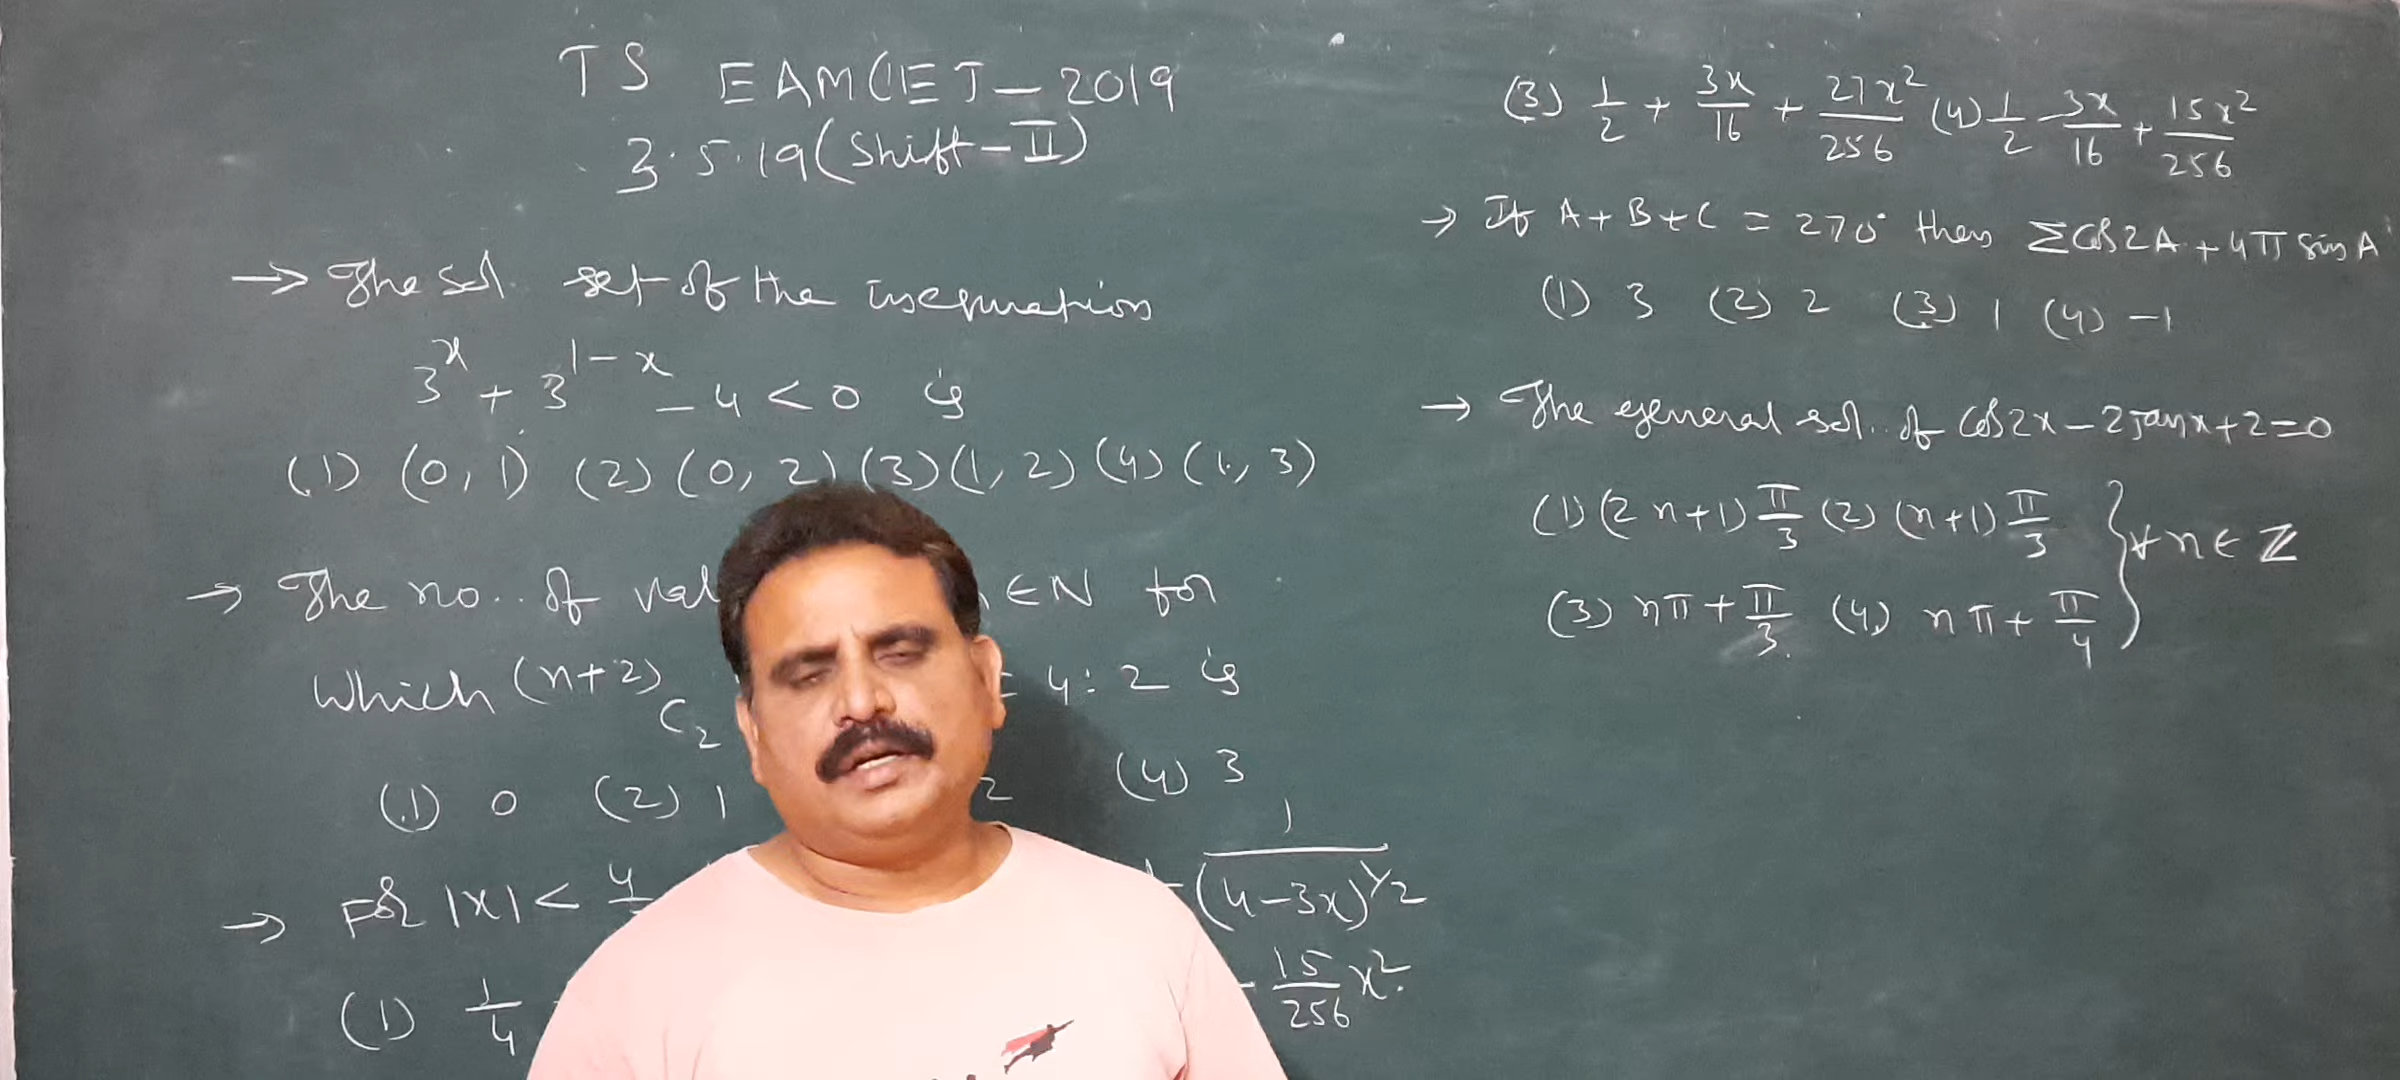 TS EAMCET-2019
3.5.19 (Shift-II)
→ The sol. set of the inequation
3^x + 3^(1-x) - 4 < 0 is
(1) (0, 1) (2) (0, 2) (3) (1, 2) (4) (1, 3)
→ The no.. of ∈N for
Which (n+2)C₂ = 4:2 is
(1) 0 (2) 1 2 (4) 3
→ For |x| < 4 1/(4-3x)^(1/2)
(1) 1/4 - 15/256 x².
(3) 1/2 + 3x/16 + 27x²/256 (4) 1/2 - 3x/16 + 15x²/256
→ If A+B+C = 270° then ΣCos2A + 4π sin A
(1) 3 (2) 2 (3) 1 (4) -1
→ The general sol.. of Cos2x - 2Tanx + 2 = 0
(1) (2n+1) π/3 (2) (n+1) π/3 } ∀ n ∈ Z
(3) nπ + π/3 (4) nπ + π/4